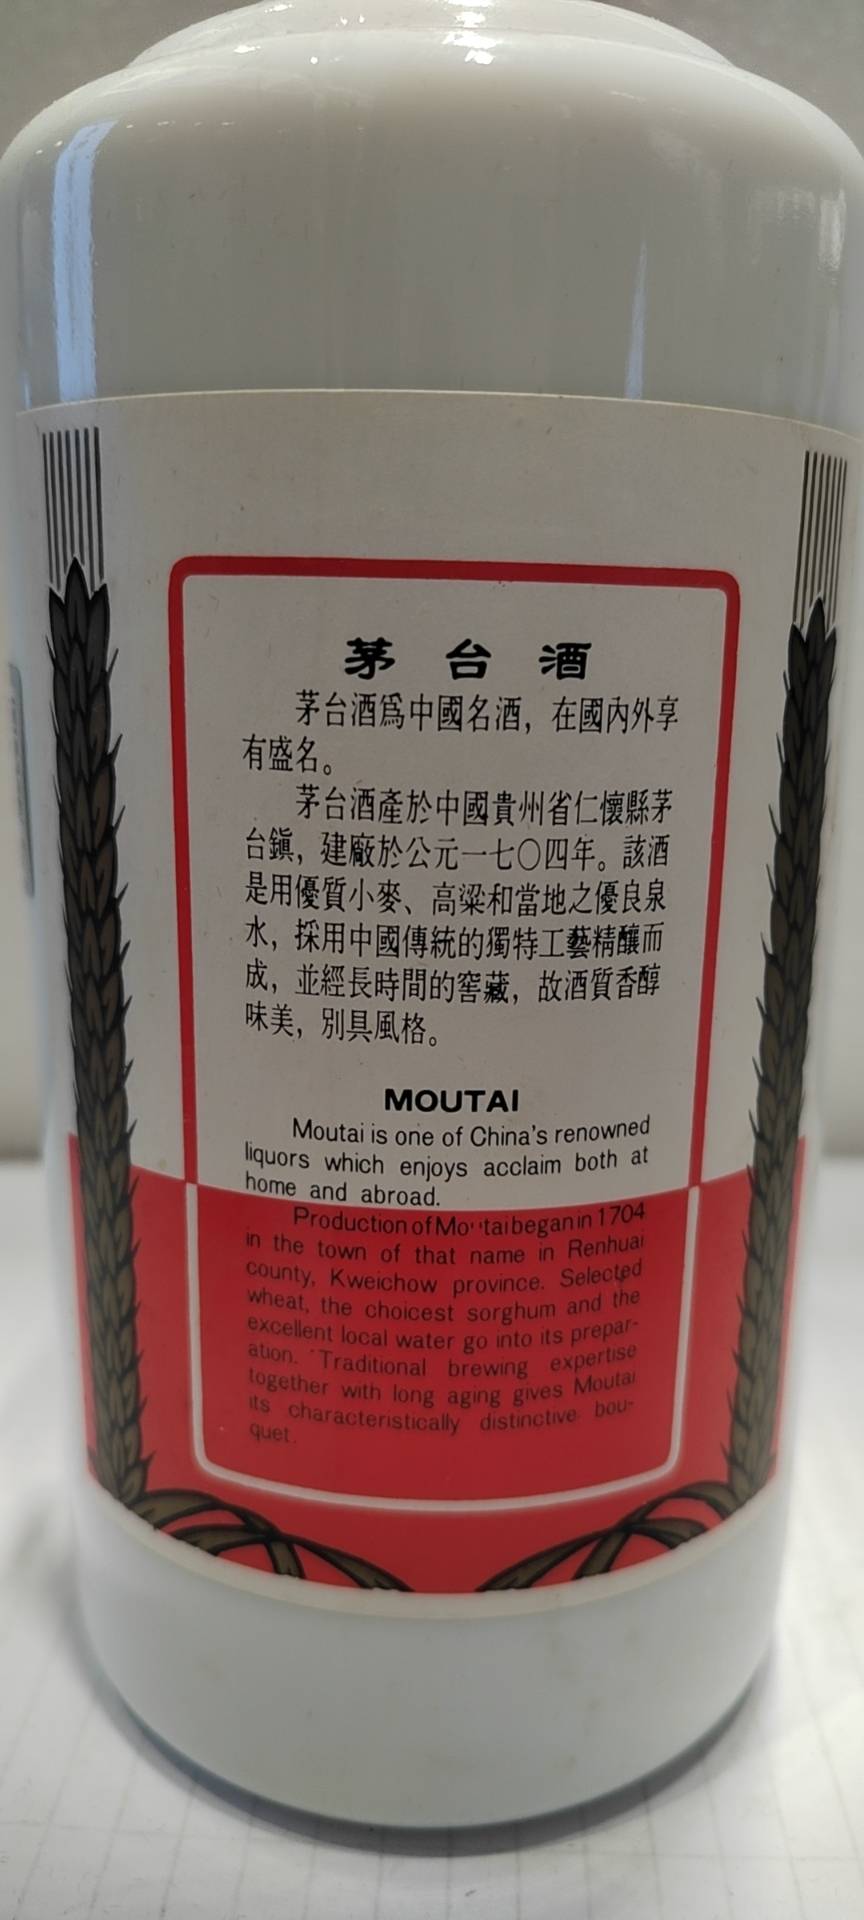 茅台酒
茅台酒爲中國名酒，在國內外享
有盛名。
茅台酒產於中國貴州省仁懷縣茅
台鎮，建廠於公元一七〇四年。該酒
是用優質小麥、高粱和當地之優良泉
水，採用中國傳統的獨特工藝精釀而
成，並經長時間的窖藏，故酒質香醇
味美，別具風格。
MOUTAI
Moutai is one of China's renowned
liquors which enjoys acclaim both at
home and abroad.
Production of Moutai began in 1704
in the town of that name in Renhuai
county, Kweichow province. Selected
wheat, the choicest sorghum and the
excellent local water go into its prepar-
ation. Traditional brewing expertise
together with long aging gives Moutai
its characteristically distinctive bou-
quet.